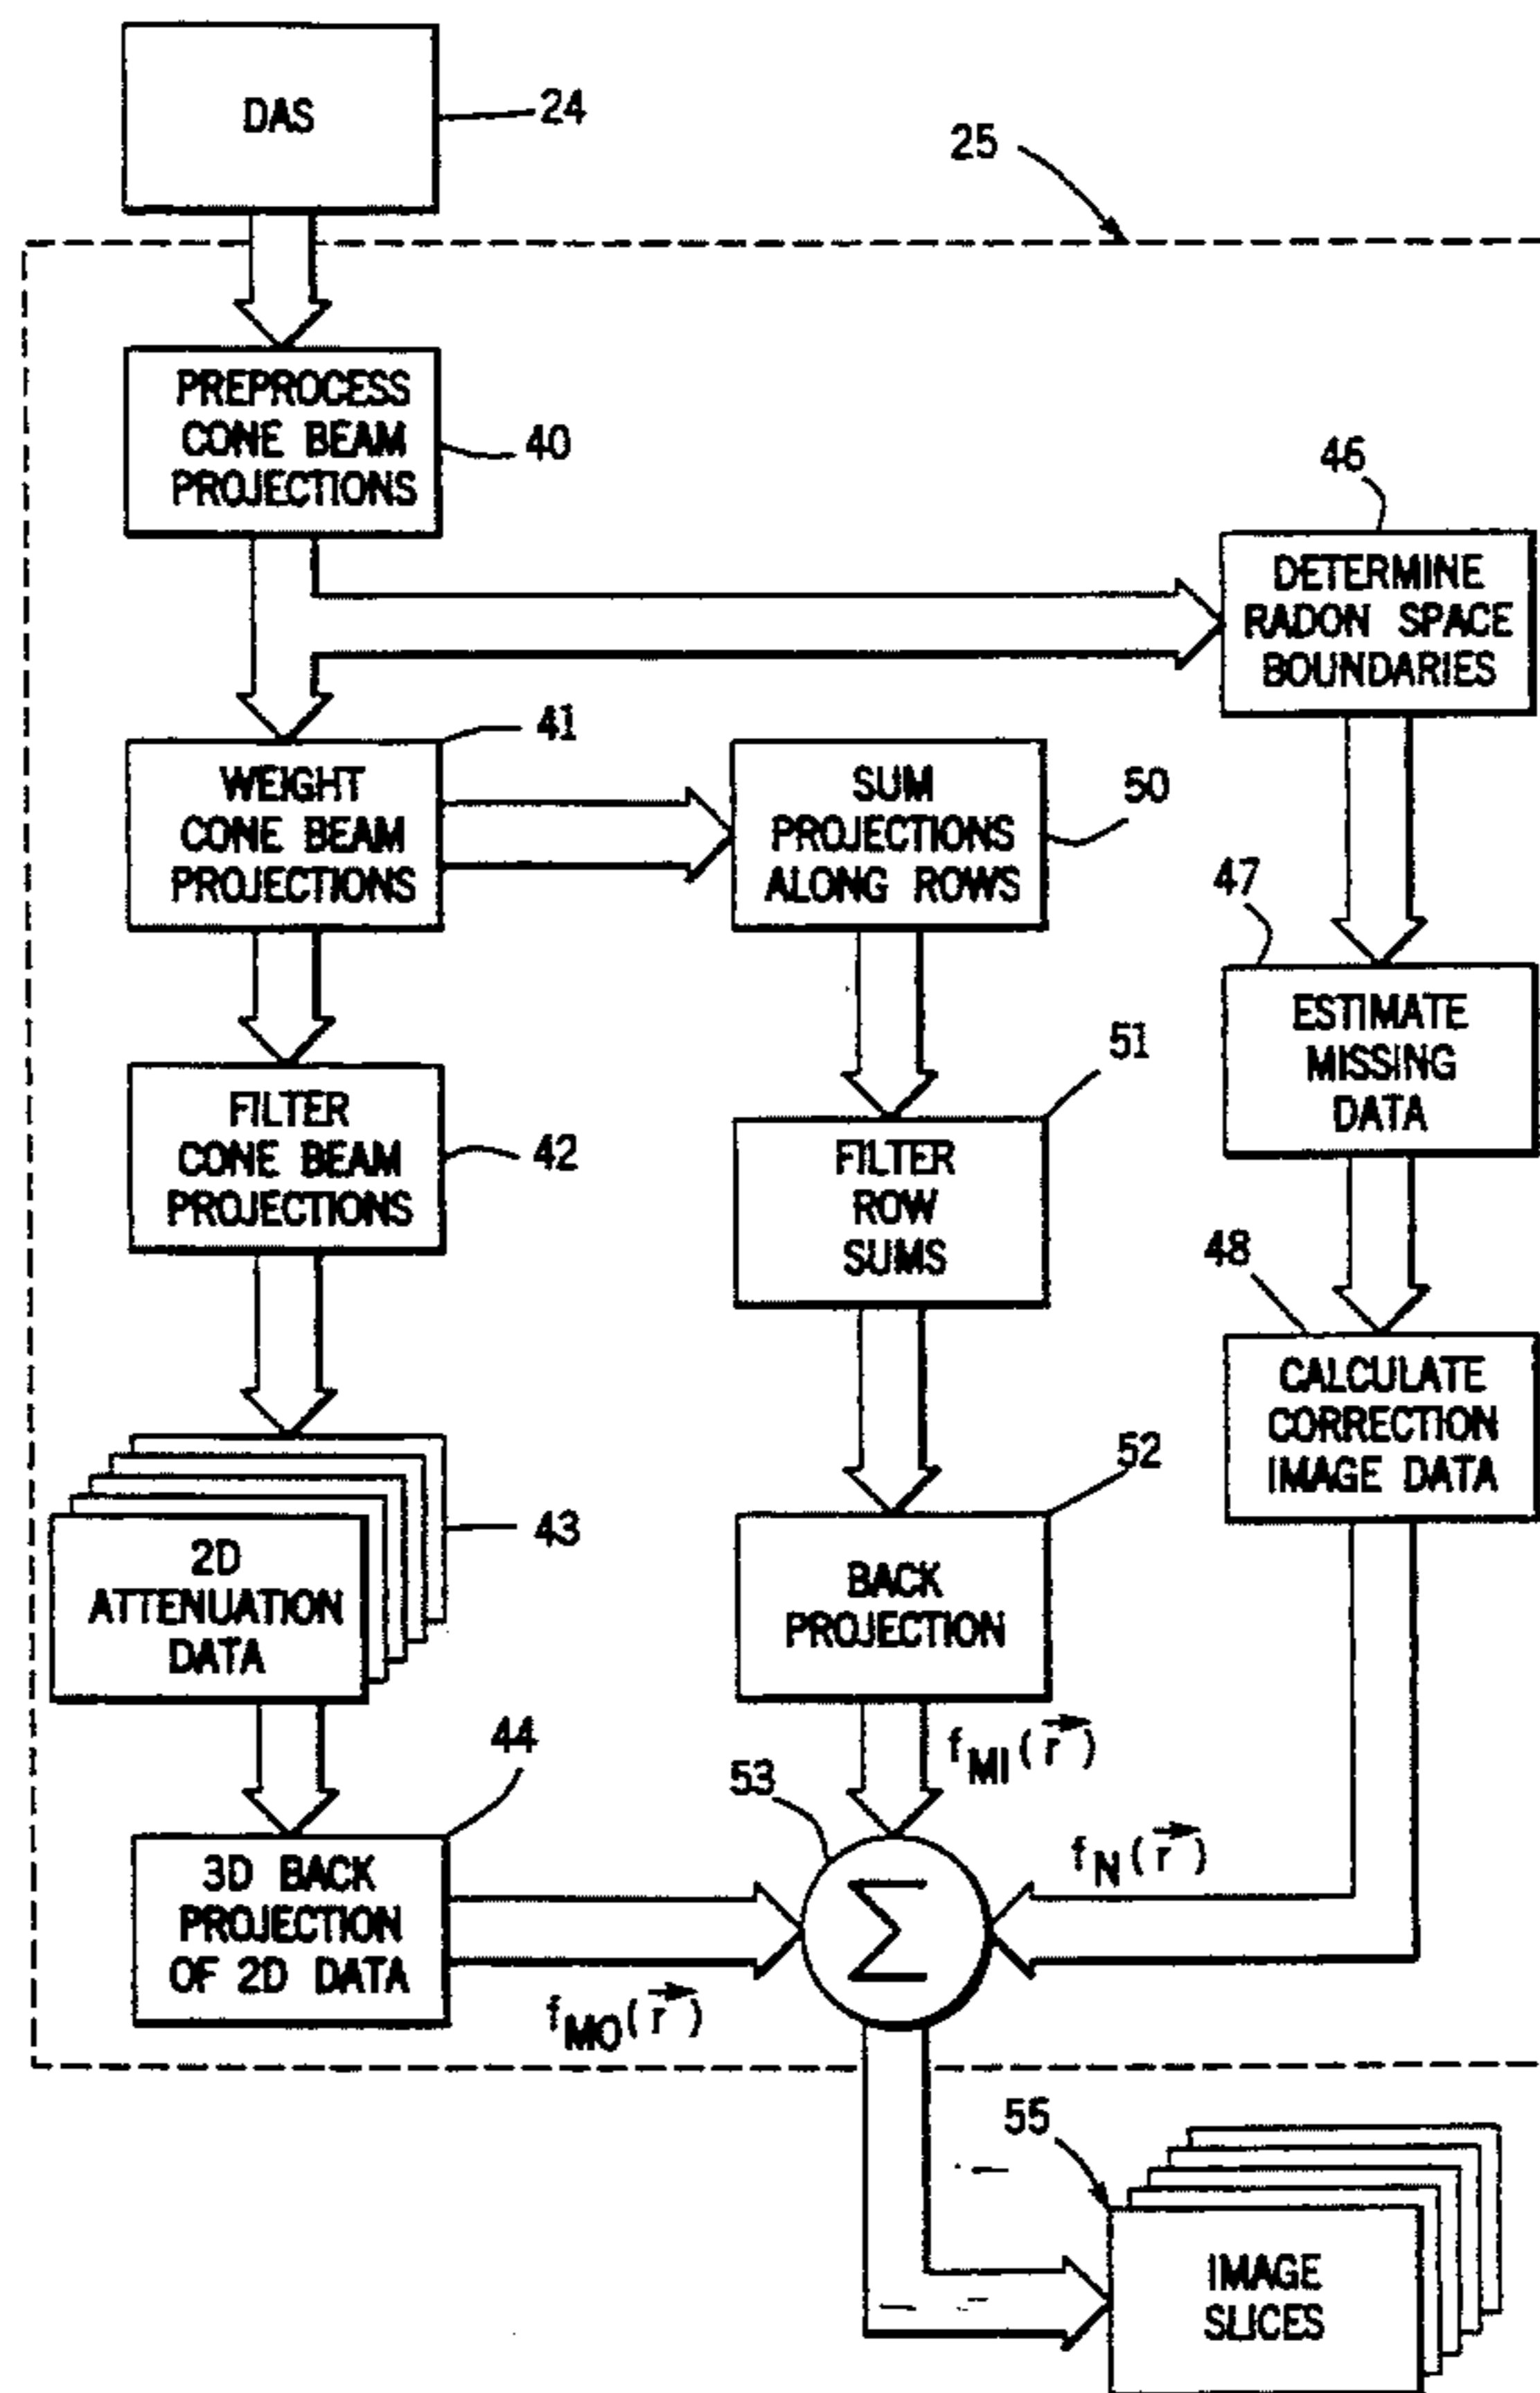 DAS
24
25
PREPROCESS
CONE BEAM
PROJECTIONS
40
46
DETERMINE
RADON SPACE
BOUNDARIES
41
WEIGHT
CONE BEAM
PROJECTIONS
SUM
PROJECTIONS
ALONG ROWS
50
47
ESTIMATE
MISSING
DATA
FILTER
CONE BEAM
PROJECTIONS
42
51
FILTER
ROW
SUMS
48
CALCULATE
CORRECTION
IMAGE DATA
43
2D
ATTENUATION
DATA
52
BACK
PROJECTION
f_MI(r→)
44
3D BACK
PROJECTION
OF 2D DATA
53
Σ
f_N(r→)
f_MO(r→)
55
IMAGE
SLICES